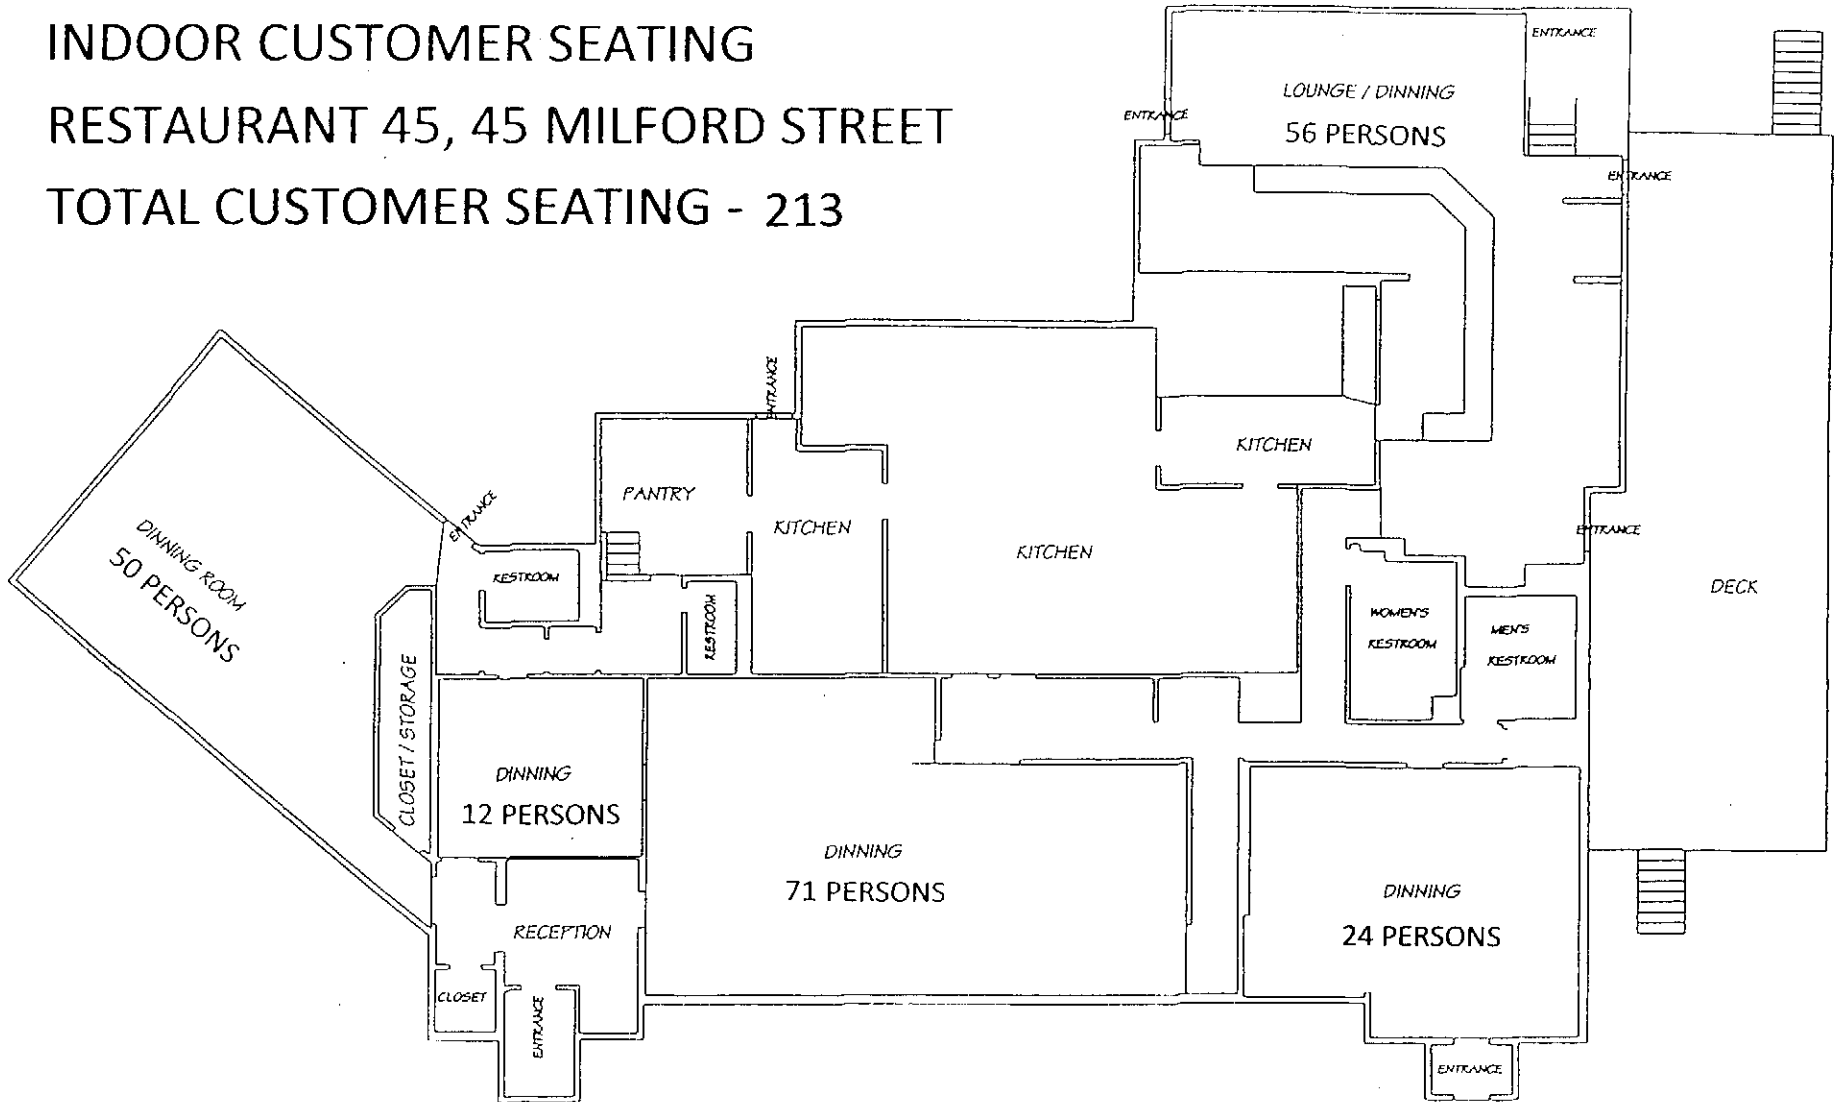 INDOOR CUSTOMER SEATING
RESTAURANT 45, 45 MILFORD STREET
TOTAL CUSTOMER SEATING - 213
ENTRANCE
LOUNGE / DINNING
56 PERSONS
ENTRANCE
ENTRANCE
ENTRANCE
KITCHEN
PANTRY
ENTRANCE
KITCHEN
KITCHEN
ENTRANCE
DINNING ROOM
50 PERSONS
RESTROOM
RESTROOM
WOMEN'S
RESTROOM
MEN'S
RESTROOM
DECK
CLOSET / STORAGE
DINNING
12 PERSONS
DINNING
71 PERSONS
DINNING
24 PERSONS
RECEPTION
CLOSET
ENTRANCE
ENTRANCE